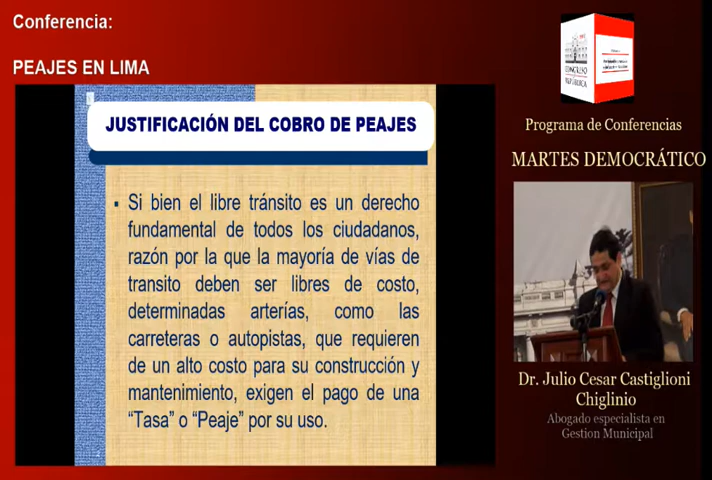 Conferencia:
PEAJES EN LIMA
JUSTIFICACIÓN DEL COBRO DE PEAJES
Si bien el libre tránsito es un derecho
fundamental de todos los ciudadanos,
razón por la que la mayoría de vías de
transito deben ser libres de costo,
determinadas arterías, como las
carreteras o autopistas, que requieren
de un alto costo para su construcción y
mantenimiento, exigen el pago de una
“Tasa” o “Peaje” por su uso.
CONGRESO
REPÚBLICA
Programa de Conferencias
MARTES DEMOCRÁTICO
Dr. Julio Cesar Castiglioni
Chiglinio
Abogado especialista en
Gestion Municipal